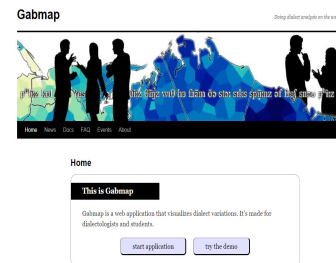 Gabmap
Doing dialect analysis on the
Home News Docs FAQ Events About
Home
This is Gabmap
Gabmap is a web application that visualizes dialect variations. It's made for
dialectologists and students.
start application try the demo